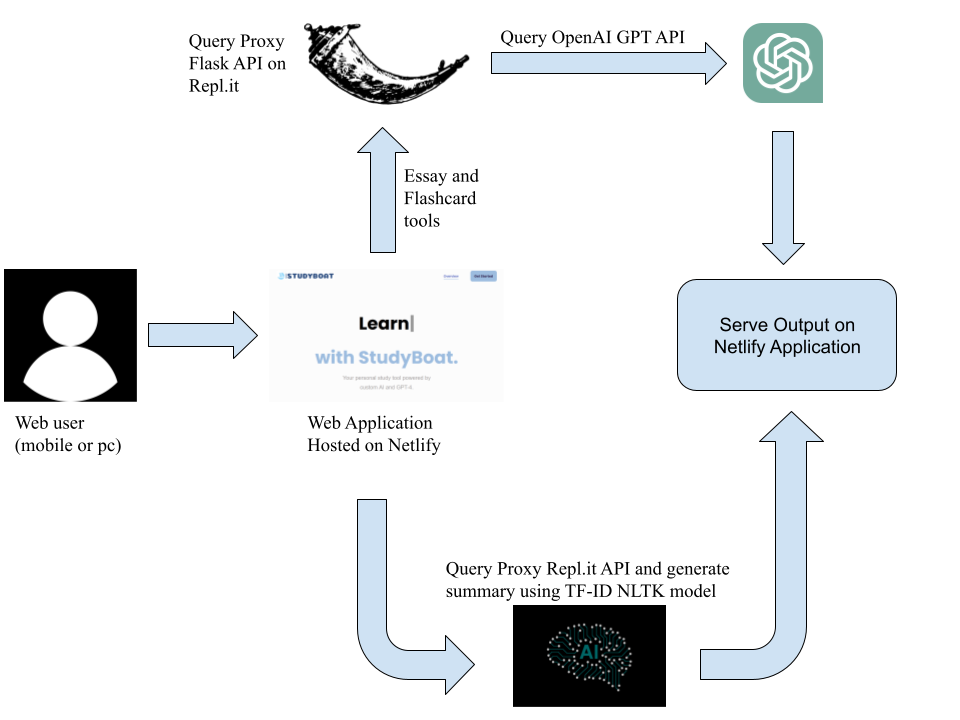 Query Proxy
Flask API on
Repl.it
Query OpenAI GPT API
Essay and
Flashcard
tools
STUDYBOAT
Overview
Get Started
Learn
with StudyBoat.
Your personal study tool powered by
custom AI and GPT-4.
Web user
(mobile or pc)
Web Application
Hosted on Netlify
Serve Output on
Netlify Application
Query Proxy Repl.it API and generate
summary using TF-ID NLTK model
AI